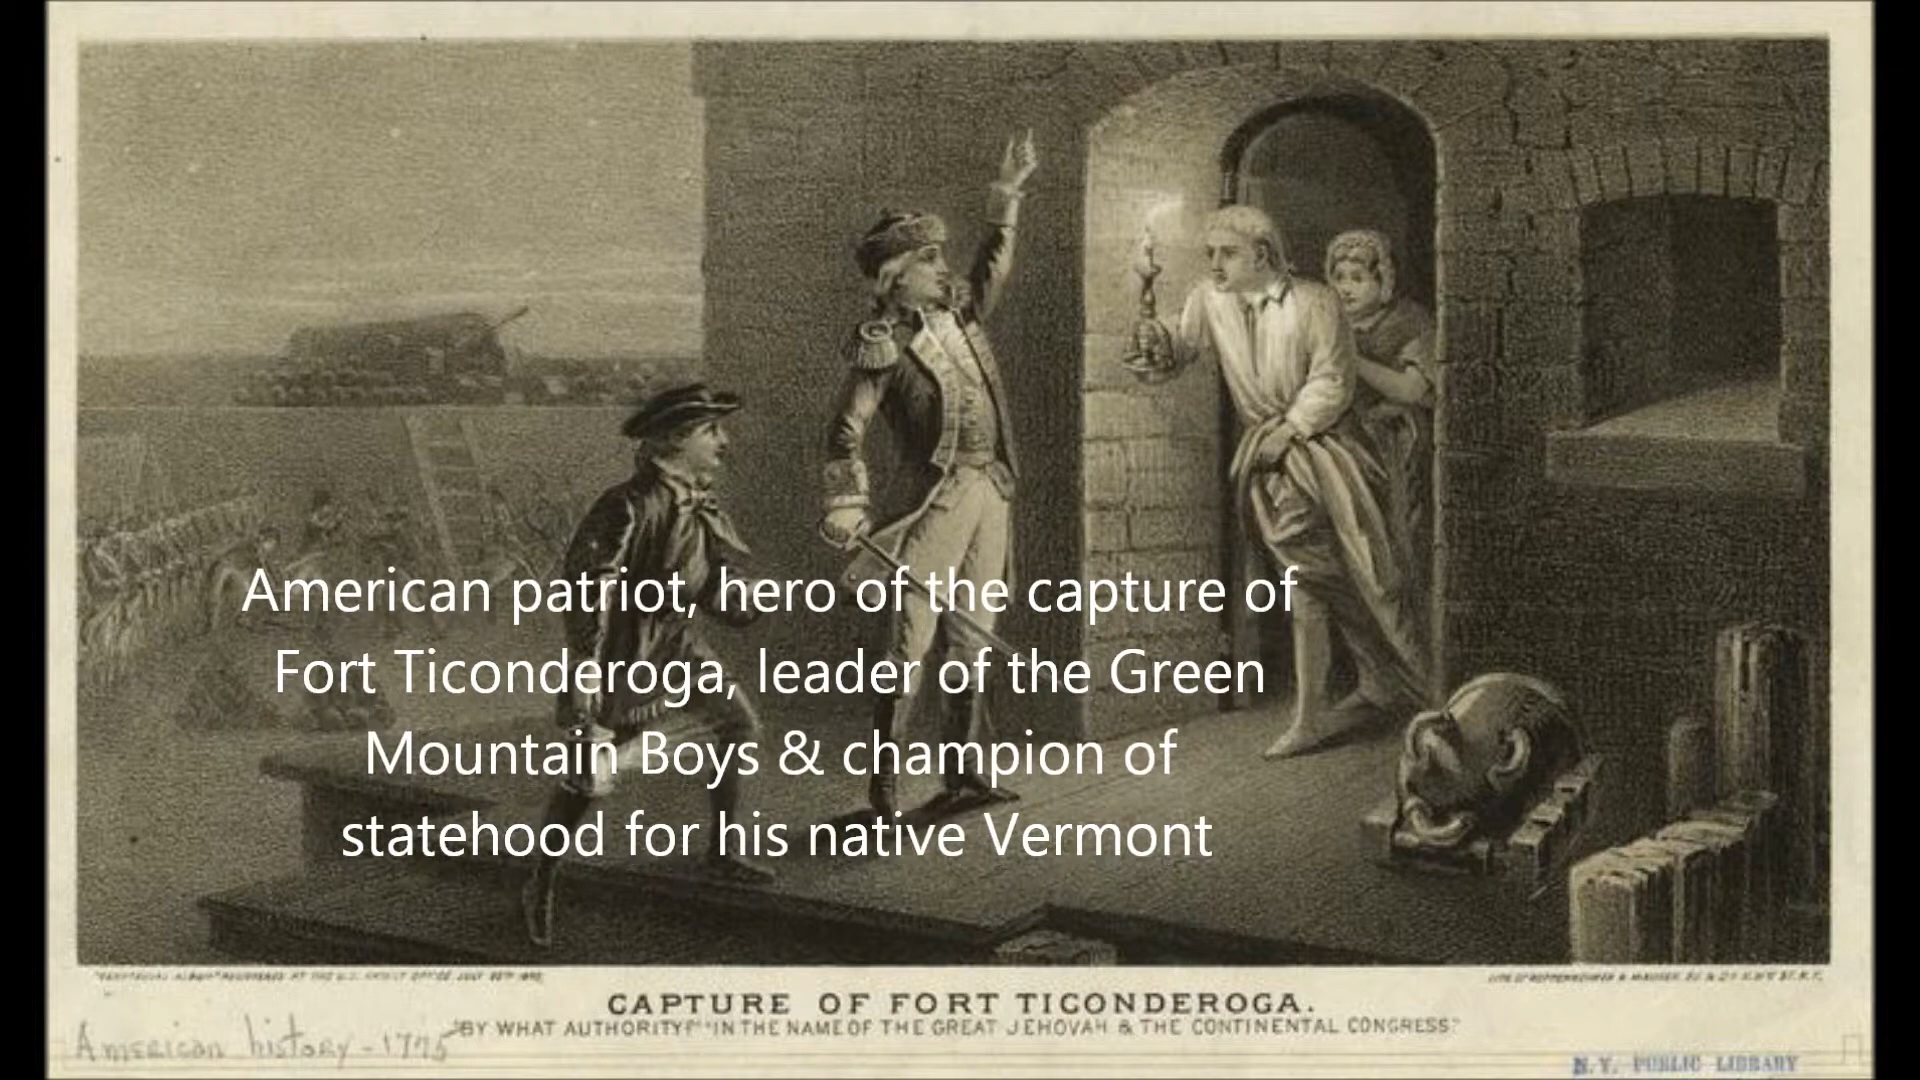 American patriot, hero of the capture of
Fort Ticonderoga, leader of the Green
Mountain Boys & champion of
statehood for his native Vermont
CAPTURE OF FORT TICONDEROGA.
"BY WHAT AUTHORITY?" "IN THE NAME OF THE GREAT JEHOVAH & THE CONTINENTAL CONGRESS."
American history - 1775
N.Y. PUBLIC LIBRARY